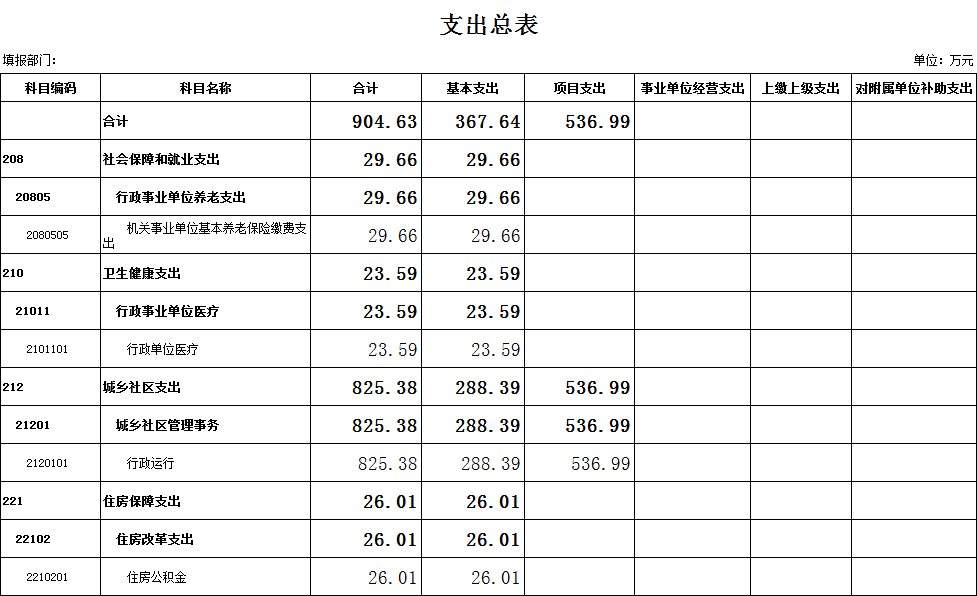 支出总表
填报部门: 单位：万元
科目编码 科目名称 合计 基本支出 项目支出 事业单位经营支出 上缴上级支出 对附属单位补助支出
合计 904.63 367.64 536.99
208 社会保障和就业支出 29.66 29.66
20805 行政事业单位养老支出 29.66 29.66
2080505 机关事业单位基本养老保险缴费支
出 29.66 29.66
210 卫生健康支出 23.59 23.59
21011 行政事业单位医疗 23.59 23.59
2101101 行政单位医疗 23.59 23.59
212 城乡社区支出 825.38 288.39 536.99
21201 城乡社区管理事务 825.38 288.39 536.99
2120101 行政运行 825.38 288.39 536.99
221 住房保障支出 26.01 26.01
22102 住房改革支出 26.01 26.01
2210201 住房公积金 26.01 26.01